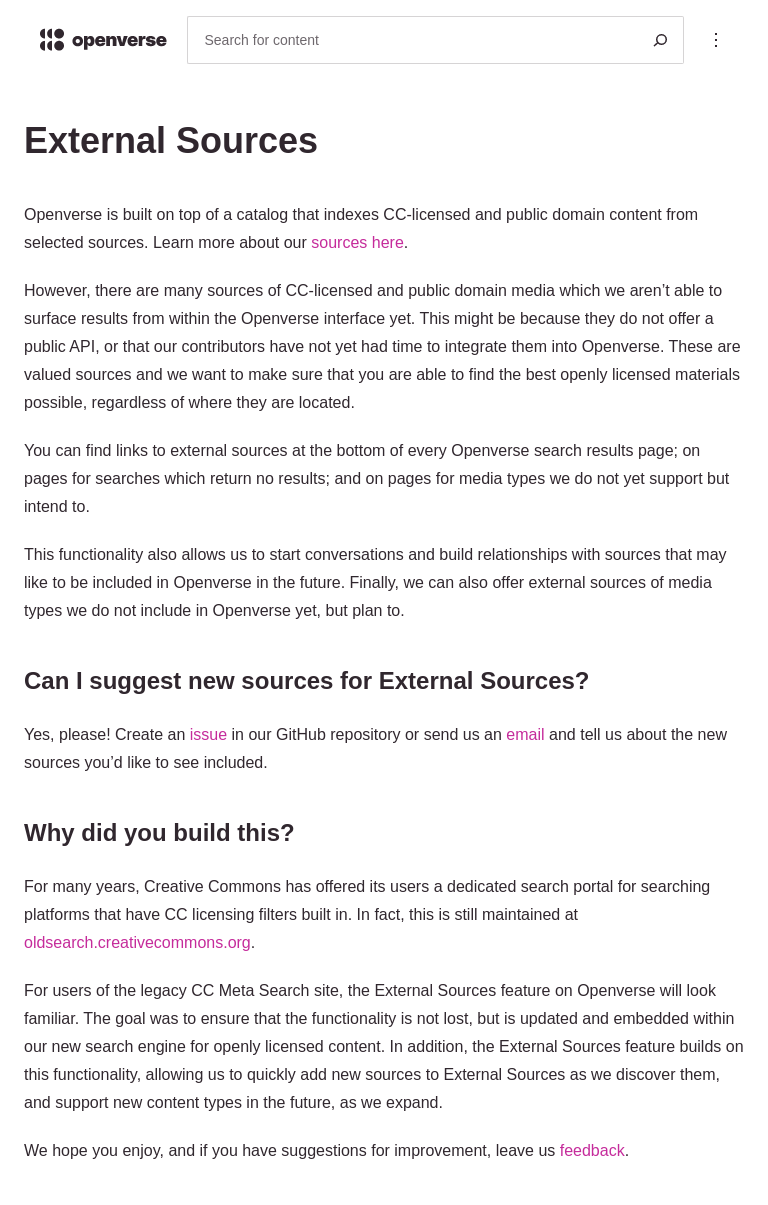 openverse
Search for content
External Sources
Openverse is built on top of a catalog that indexes CC-licensed and public domain content from
selected sources. Learn more about our sources here.
However, there are many sources of CC-licensed and public domain media which we aren’t able to
surface results from within the Openverse interface yet. This might be because they do not offer a
public API, or that our contributors have not yet had time to integrate them into Openverse. These are
valued sources and we want to make sure that you are able to find the best openly licensed materials
possible, regardless of where they are located.
You can find links to external sources at the bottom of every Openverse search results page; on
pages for searches which return no results; and on pages for media types we do not yet support but
intend to.
This functionality also allows us to start conversations and build relationships with sources that may
like to be included in Openverse in the future. Finally, we can also offer external sources of media
types we do not include in Openverse yet, but plan to.
Can I suggest new sources for External Sources?
Yes, please! Create an issue in our GitHub repository or send us an email and tell us about the new
sources you’d like to see included.
Why did you build this?
For many years, Creative Commons has offered its users a dedicated search portal for searching
platforms that have CC licensing filters built in. In fact, this is still maintained at
oldsearch.creativecommons.org.
For users of the legacy CC Meta Search site, the External Sources feature on Openverse will look
familiar. The goal was to ensure that the functionality is not lost, but is updated and embedded within
our new search engine for openly licensed content. In addition, the External Sources feature builds on
this functionality, allowing us to quickly add new sources to External Sources as we discover them,
and support new content types in the future, as we expand.
We hope you enjoy, and if you have suggestions for improvement, leave us feedback.